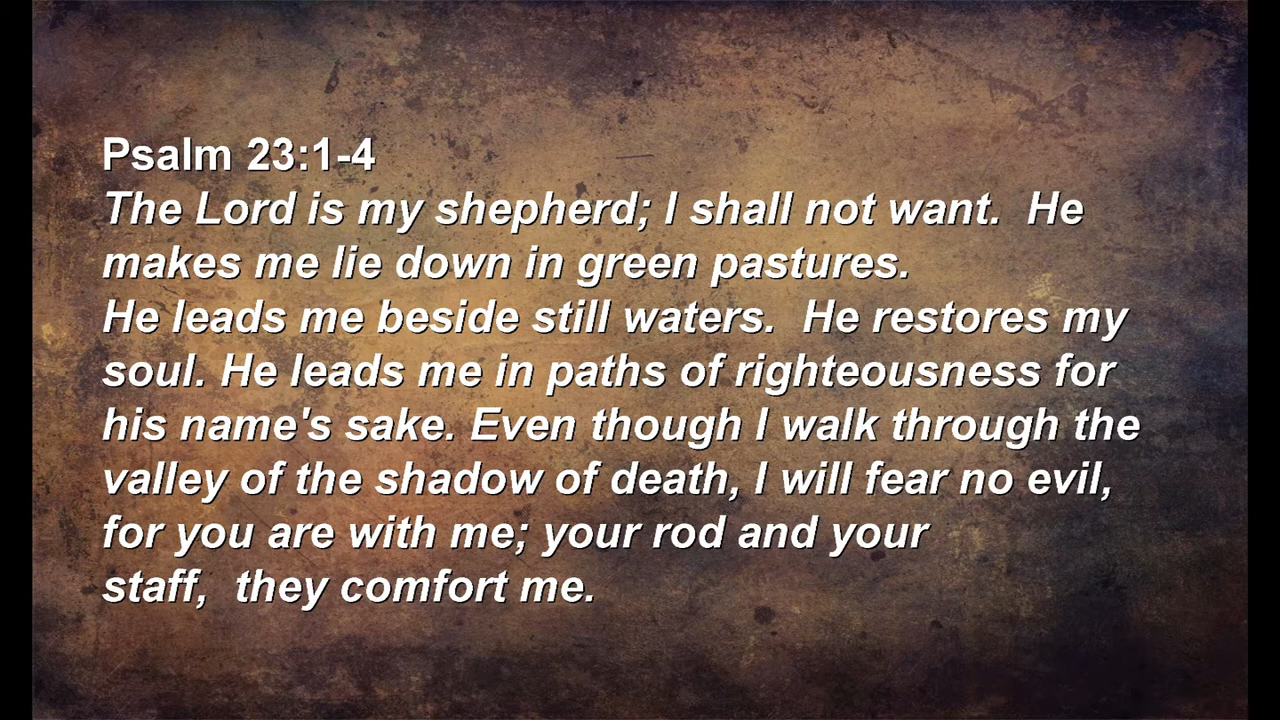 Psalm 23:1-4
The Lord is my shepherd; I shall not want.  He
makes me lie down in green pastures.
He leads me beside still waters.  He restores my
soul. He leads me in paths of righteousness for
his name's sake. Even though I walk through the
valley of the shadow of death, I will fear no evil,
for you are with me; your rod and your
staff,  they comfort me.